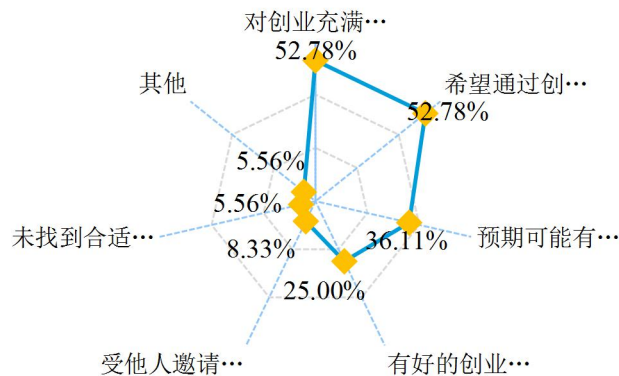 对创业充满…
52.78%
其他
希望通过创…
52.78%
5.56%
5.56%
未找到合适…
预期可能有…
36.11%
8.33%
25.00%
受他人邀请…
有好的创业…